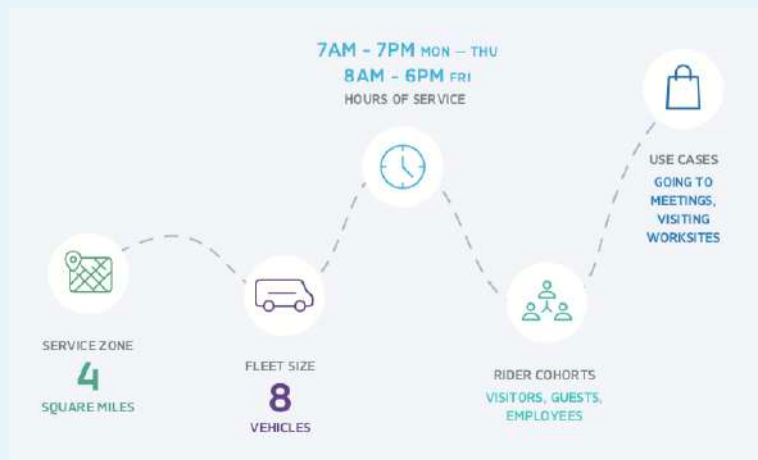 SERVICE ZONE
4
SQUARE MILES
FLEET SIZE
8
VEHICLES
7AM - 7PM MON — THU
8AM - 6PM FRI
HOURS OF SERVICE
RIDER COHORTS
VISITORS, GUESTS,
EMPLOYEES
USE CASES
GOING TO
MEETINGS,
VISITING
WORKSITES